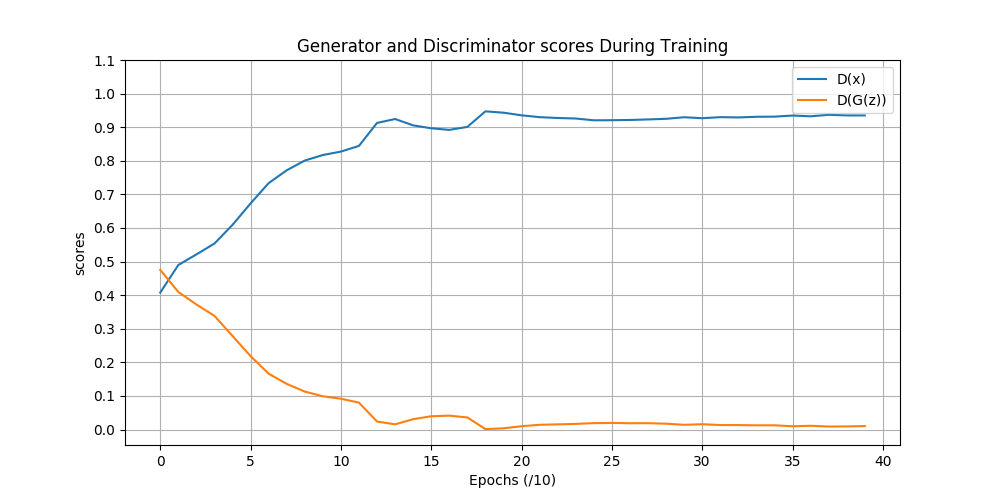 Generator and Discriminator scores During Training
1.1
1.0
0.9
0.8
0.7
0.6
0.5
0.4
0.3
0.2
0.1
0.0
scores
D(x)
D(G(z))
0 5 10 15 20 25 30 35 40
Epochs (/10)